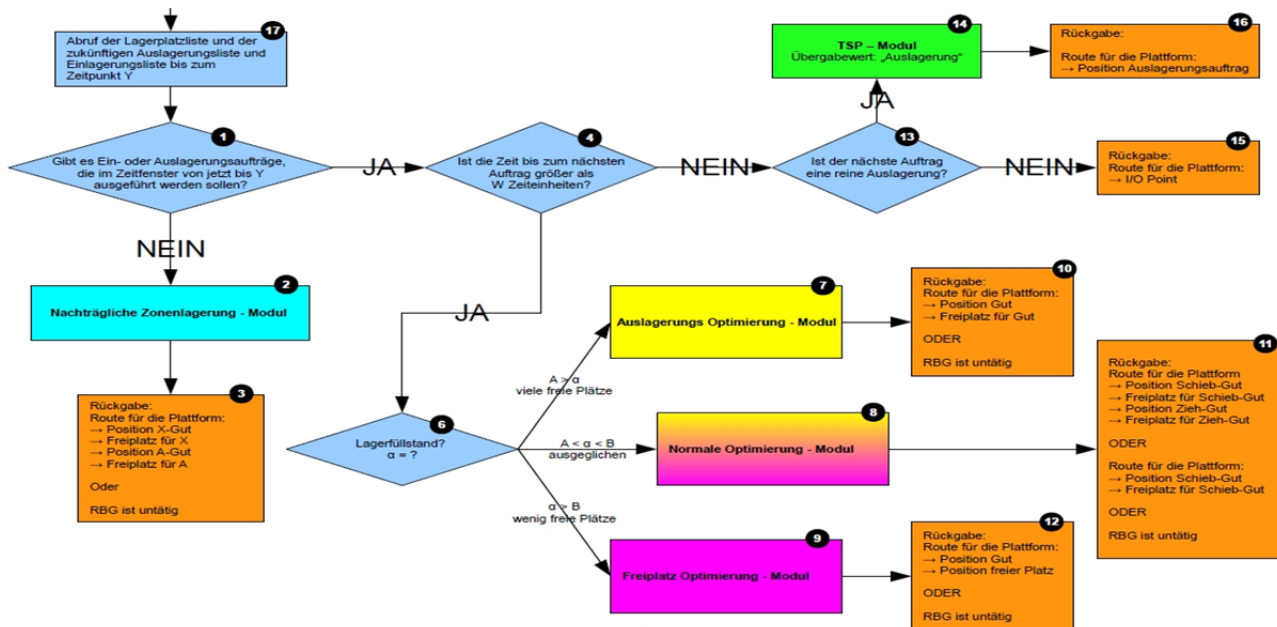 17
Abruf der Lagerplatzliste und der
zukünftigen Auslagerungsliste und
Einlagerungsliste bis zum
Zeitpunkt Y
1
Gibt es Ein- oder Auslagerungsaufträge,
die im Zeitfenster von jetzt bis Y
ausgeführt werden sollen?
JA
NEIN
2
Nachträgliche Zonenlagerung - Modul
3
Rückgabe:
Route für die Plattform:
→ Position X-Gut
→ Freiplatz für X
→ Position A-Gut
→ Freiplatz für A
Oder
RBG ist untätig
4
Ist die Zeit bis zum nächsten
Auftrag größer als
W Zeiteinheiten?
NEIN
JA
13
Ist der nächste Auftrag
eine reine Auslagerung?
JA
NEIN
14
TSP – Modul
Übergabewert: „Auslagerung“
16
Rückgabe:
Route für die Plattform:
→ Position Auslagerungsauftrag
15
Rückgabe:
Route für die Plattform:
→ I/O Point
6
Lagerfüllstand?
α = ?
A > α
viele freie Plätze
A < α < B
ausgeglichen
α > B
wenig freie Plätze
7
Auslagerungs Optimierung - Modul
10
Rückgabe:
Route für die Plattform:
→ Position Gut
→ Freiplatz für Gut
ODER
RBG ist untätig
8
Normale Optimierung - Modul
11
Rückgabe:
Route für die Plattform
→ Position Schieb-Gut
→ Freiplatz für Schieb-Gut
→ Position Zieh-Gut
→ Freiplatz für Zieh-Gut
ODER
Route für die Plattform:
→ Position Schieb-Gut
→ Freiplatz für Schieb-Gut
ODER
RBG ist untätig
9
Freiplatz Optimierung - Modul
12
Rückgabe:
Route für die Plattform:
→ Position Gut
→ Position freier Platz
ODER
RBG ist untätig